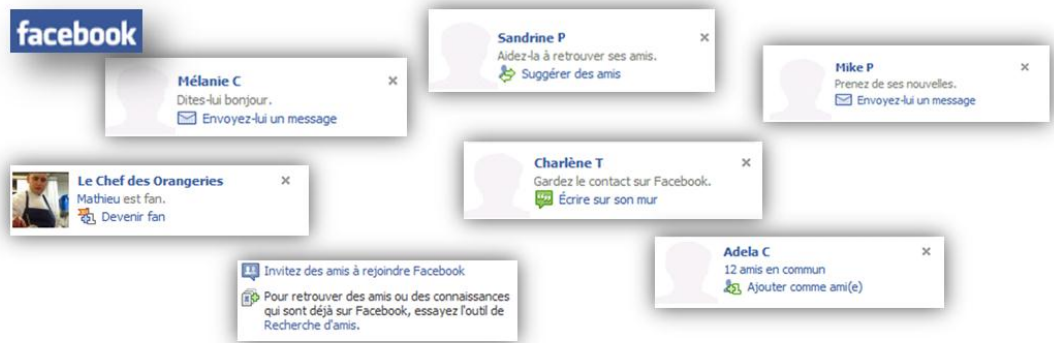 facebook
Mélanie C
Dites-lui bonjour.
Envoyez-lui un message
Sandrine P
Aidez-la à retrouver ses amis.
Suggérer des amis
Mike P
Prenez de ses nouvelles.
Envoyez-lui un message
Le Chef des Orangeries
Mathieu est fan.
Devenir fan
Charlène T
Gardez le contact sur Facebook.
Écrire sur son mur
Adela C
12 amis en commun
Ajouter comme ami(e)
Invitez des amis à rejoindre Facebook
Pour retrouver des amis ou des connaissances
qui sont déjà sur Facebook, essayez l'outil de
Recherche d'amis.